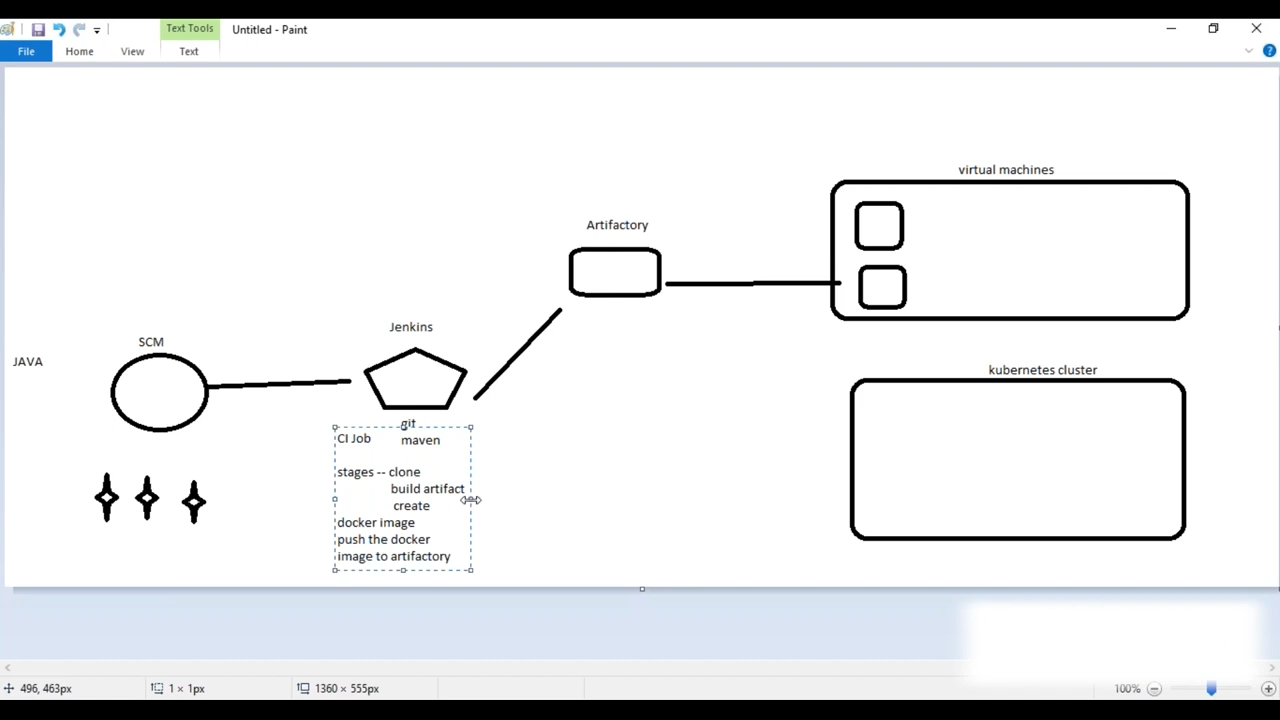 Text Tools
Untitled - Paint
File
Home
View
Text
virtual machines
Artifactory
Jenkins
SCM
JAVA
kubernetes cluster
git
CI Job
maven
stages -- clone
build artifact
create
docker image
push the docker
image to artifactory
496, 463px
1 × 1px
1360 × 555px
100%